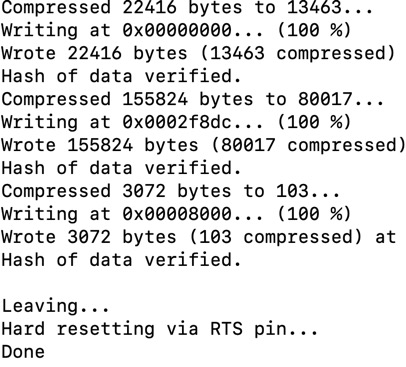 Compressed 22416 bytes to 13463...
Writing at 0x00000000... (100 %)
Wrote 22416 bytes (13463 compressed)
Hash of data verified.
Compressed 155824 bytes to 80017...
Writing at 0x0002f8dc... (100 %)
Wrote 155824 bytes (80017 compressed)
Hash of data verified.
Compressed 3072 bytes to 103...
Writing at 0x00008000... (100 %)
Wrote 3072 bytes (103 compressed) at
Hash of data verified.

Leaving...
Hard resetting via RTS pin...
Done